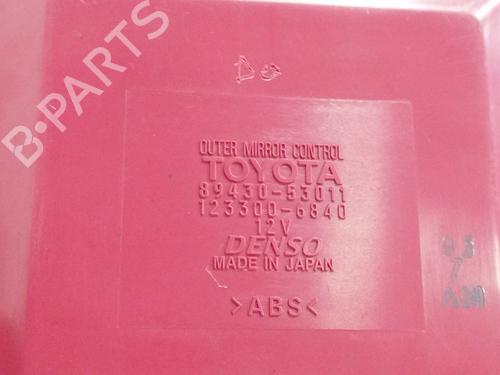 B-PARTS
OUTER MIRROR CONTROL
TOYOTA
89430-53011
123300-6840
12V
DENSO
MADE IN JAPAN
>ABS<